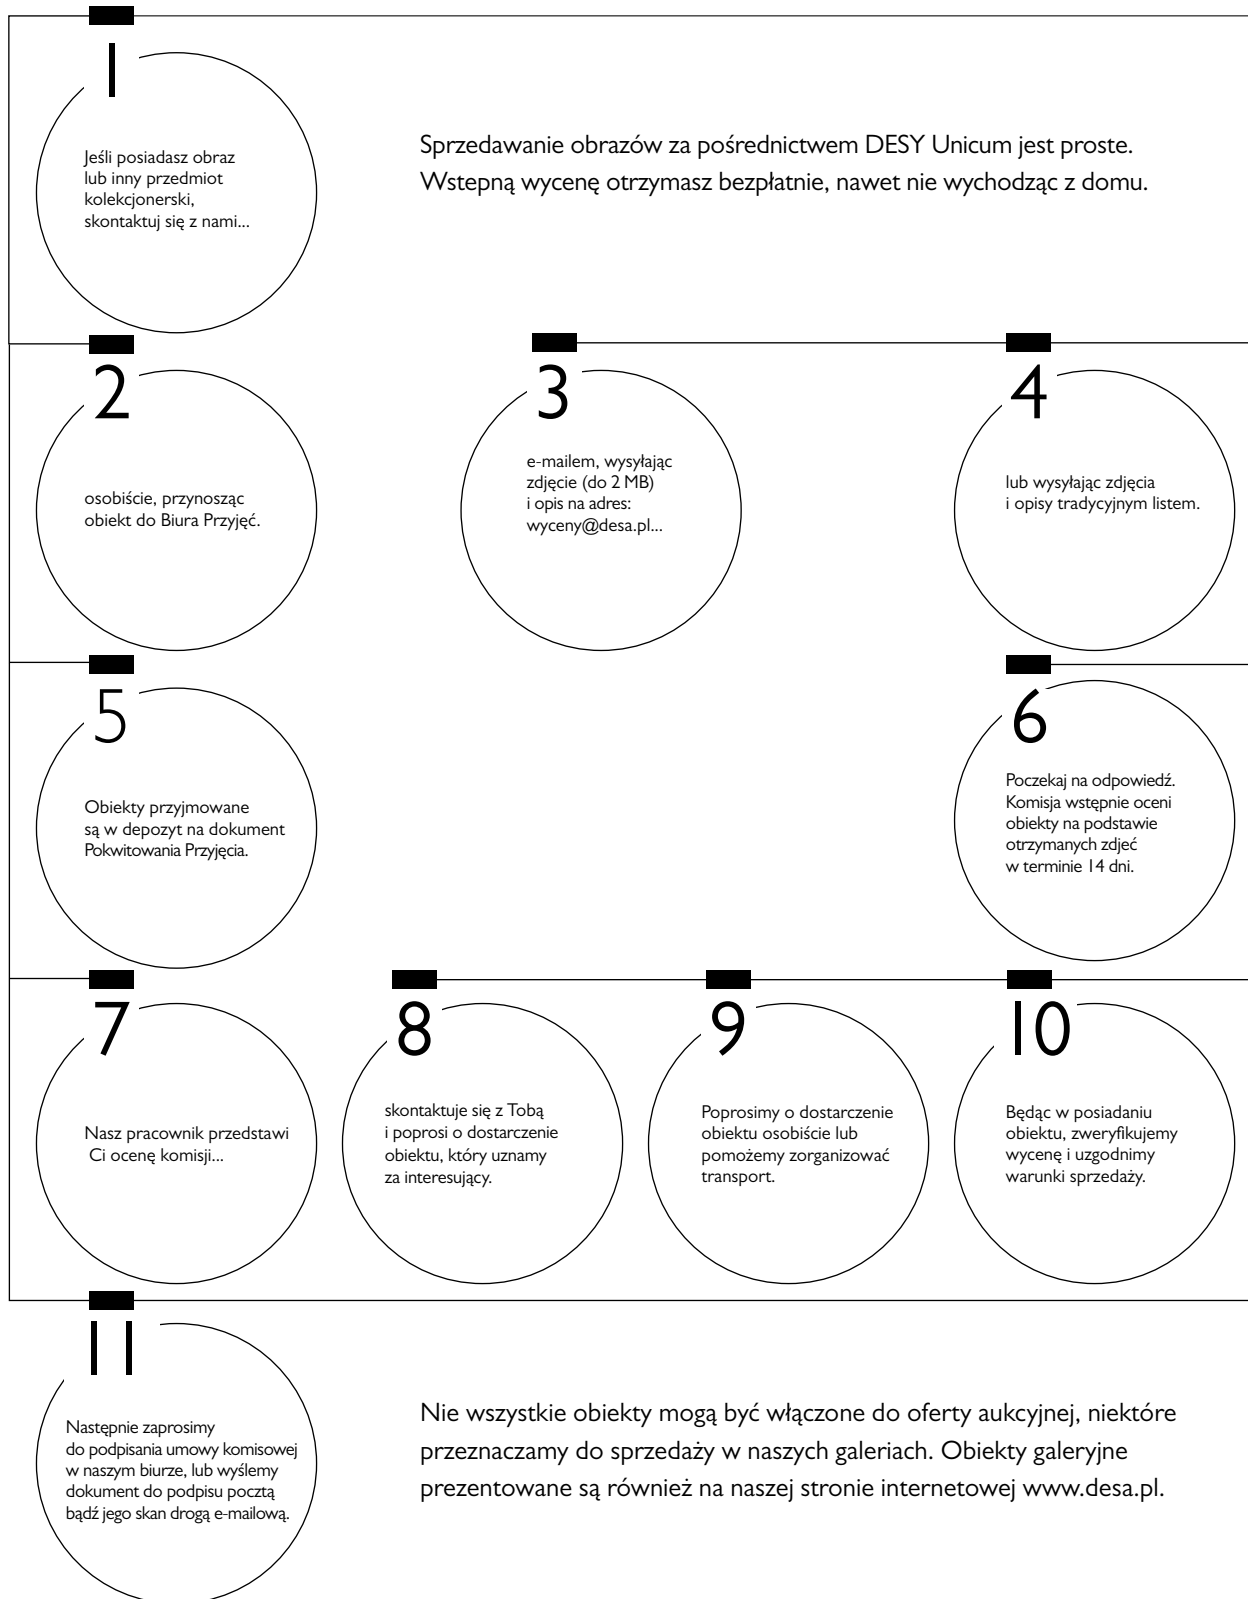 1
Jeśli posiadasz obraz
lub inny przedmiot
kolekcjonerski,
skontaktuj się z nami...
Sprzedawanie obrazów za pośrednictwem DESY Unicum jest proste.
Wstepną wycenę otrzymasz bezpłatnie, nawet nie wychodząc z domu.
2
osobiście, przynosząc
obiekt do Biura Przyjęć.
3
e-mailem, wysyłając
zdjęcie (do 2 MB)
i opis na adres:
wyceny@desa.pl...
4
lub wysyłając zdjęcia
i opisy tradycyjnym listem.
5
Obiekty przyjmowane
są w depozyt na dokument
Pokwitowania Przyjęcia.
6
Poczekaj na odpowiedź.
Komisja wstępnie oceni
obiekty na podstawie
otrzymanych zdjeć
w terminie 14 dni.
7
Nasz pracownik przedstawi
Ci ocenę komisji...
8
skontaktuje się z Tobą
i poprosi o dostarczenie
obiektu, który uznamy
za interesujący.
9
Poprosimy o dostarczenie
obiektu osobiście lub
pomożemy zorganizować
transport.
10
Będąc w posiadaniu
obiektu, zweryfikujemy
wycenę i uzgodnimy
warunki sprzedaży.
11
Następnie zaprosimy
do podpisania umowy komisowej
w naszym biurze, lub wyślemy
dokument do podpisu pocztą
bądź jego skan drogą e-mailową.
Nie wszystkie obiekty mogą być włączone do oferty aukcyjnej, niektóre
przeznaczamy do sprzedaży w naszych galeriach. Obiekty galeryjne
prezentowane są również na naszej stronie internetowej www.desa.pl.